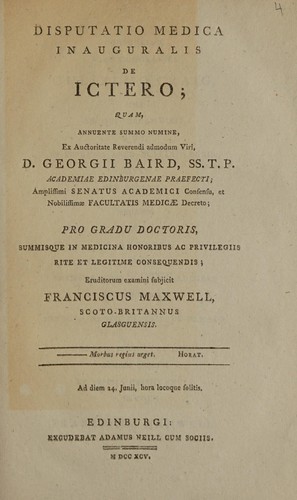 4
DISPUTATIO MEDICA
INAUGURALIS
DE
ICTERO;
QUAM,
ANNUENTE SUMMO NUMINE,
Ex Auctoritate Reverendi admodum Viri,
D. GEORGII BAIRD, SS. T. P.
ACADEMIAE EDINBURGENAE PRAEFECTI;
Amplissimi SENATUS ACADEMICI Consensu, et
Nobilissimæ FACULTATIS MEDICÆ Decreto;
PRO GRADU DOCTORIS,
SUMMISQUE IN MEDICINA HONORIBUS AC PRIVILEGIIS
RITE ET LEGITIME CONSEQUENDIS;
Eruditorum examini subjicit
FRANCISCUS MAXWELL,
SCOTO-BRITANNUS
GLASGUENSIS.
——— Morbus regius urget. HORAT.
Ad diem 24. Junii, hora locoque solitis.
EDINBURGI:
EXCUDEBAT ADAMUS NEILL CUM SOCIIS.
M DCC XCV.